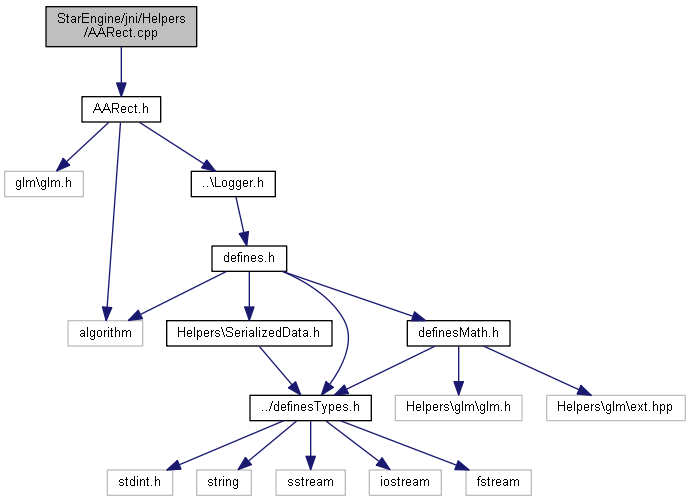 StarEngine/jni/Helpers
/AARect.cpp
AARect.h
glm\glm.h
..\Logger.h
defines.h
algorithm
Helpers\SerializedData.h
definesMath.h
../definesTypes.h
Helpers\glm\glm.h
Helpers\glm\ext.hpp
stdint.h
string
sstream
iostream
fstream